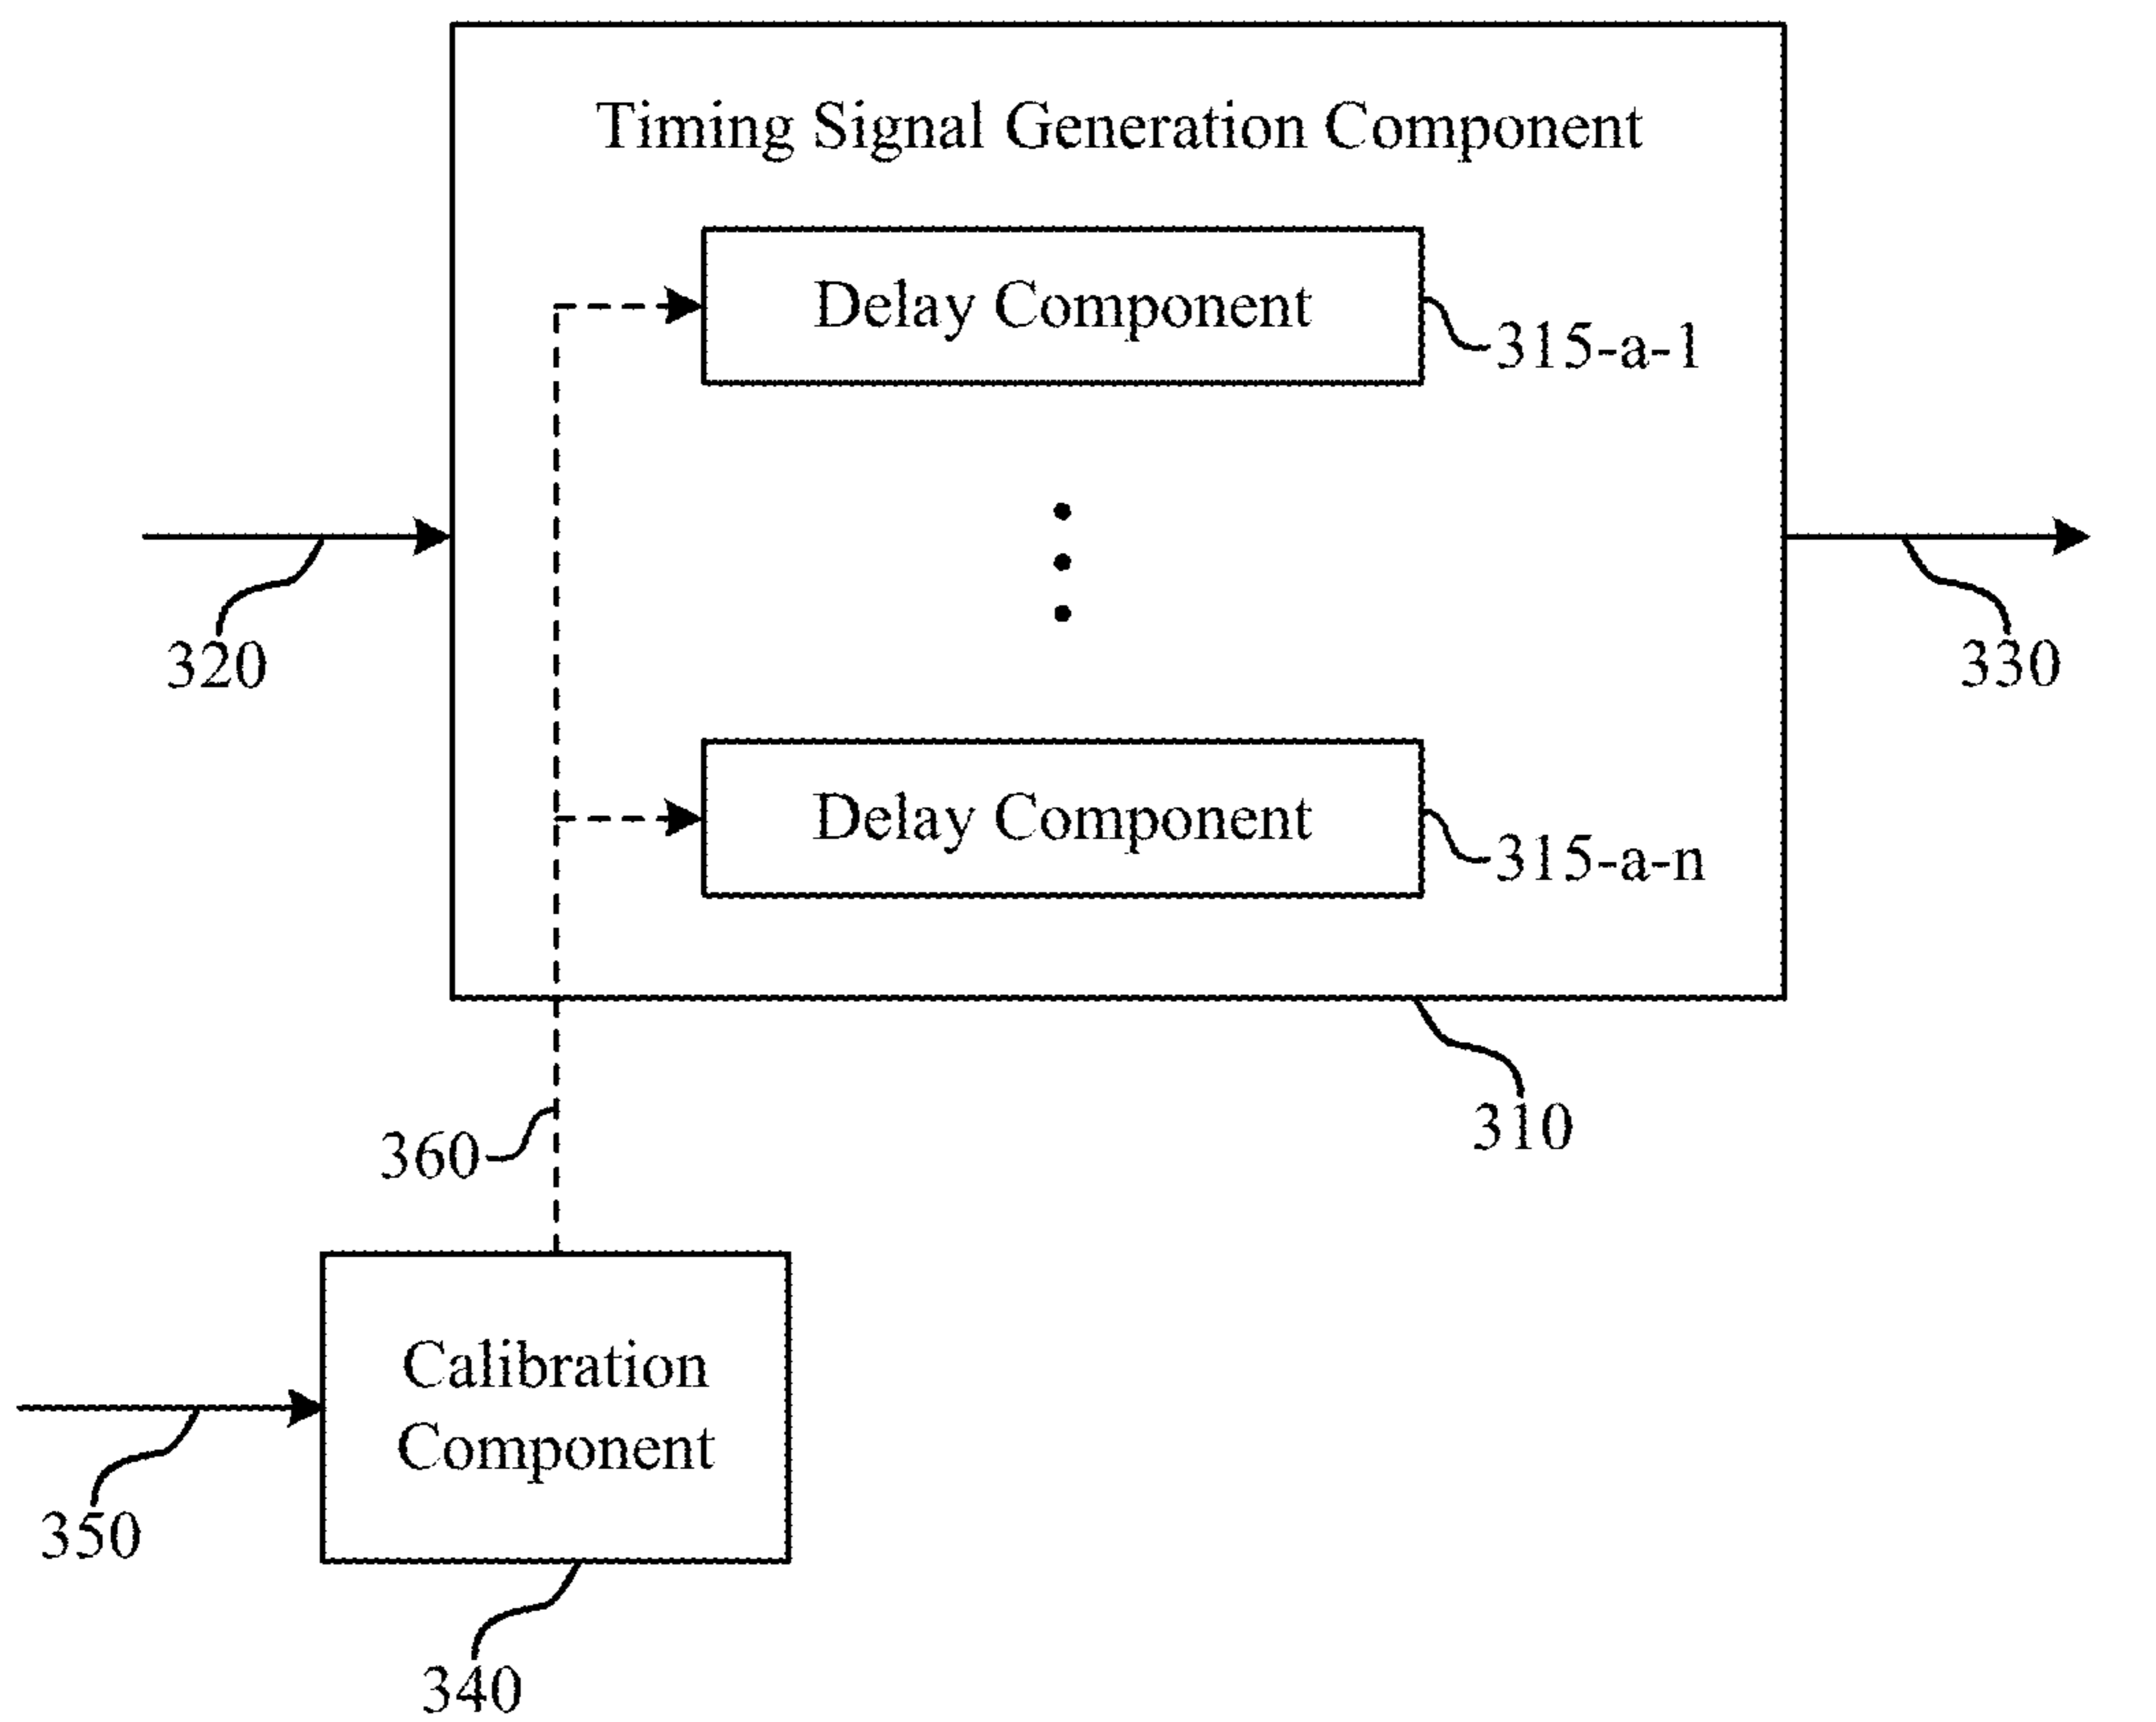 Timing Signal Generation Component
Delay Component
315-a-1
320
330
Delay Component
315-a-n
310
360
Calibration
Component
350
340